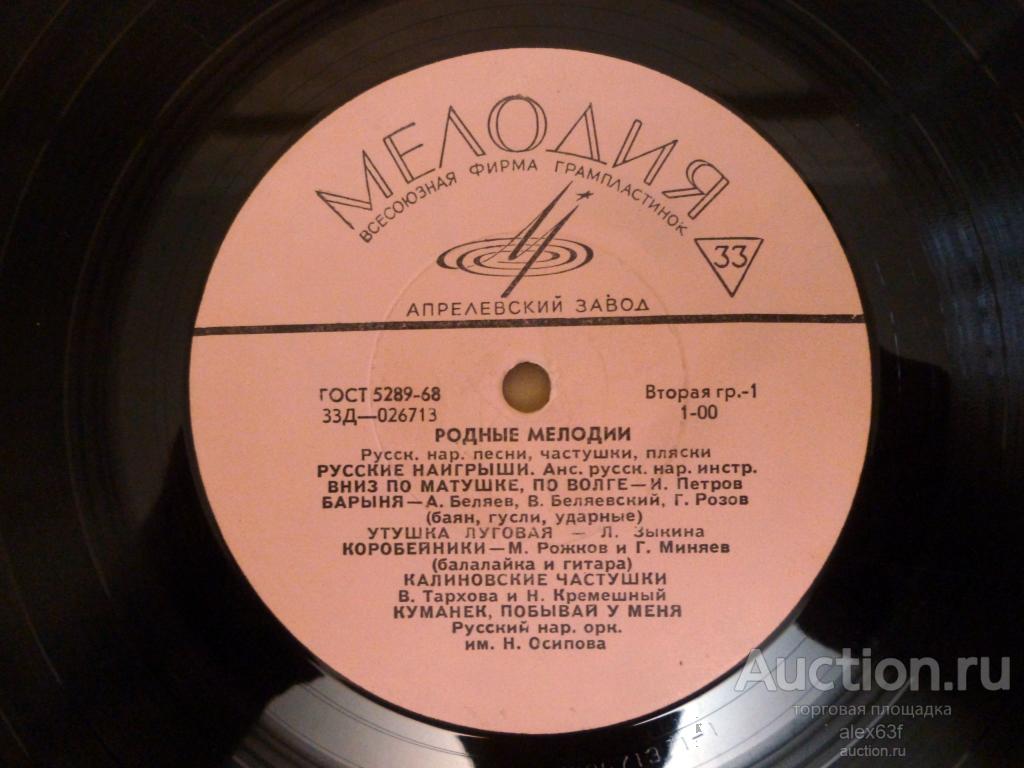 МЕЛОДИЯ
ВСЕСОЮЗНАЯ ФИРМА ГРАМПЛАСТИНОК
33
АПРЕЛЕВСКИЙ ЗАВОД
ГОСТ 5289-68 Вторая гр.-1
33Д—026713 1-00
РОДНЫЕ МЕЛОДИИ
Русск. нар. песни, частушки, пляски
РУССКИЕ НАИГРЫШИ. Анс. русск. нар. инстр.
ВНИЗ ПО МАТУШКЕ, ПО ВОЛГЕ—И. Петров
БАРЫНЯ—А. Беляев, В. Беляевский, Г. Розов
(баян, гусли, ударные)
УТУШКА ЛУГОВАЯ — Л. Зыкина
КОРОБЕЙНИКИ—М. Рожков и Г. Миняев
(балалайка и гитара)
КАЛИНОВСКИЕ ЧАСТУШКИ
В. Тархова и Н. Кремешный
КУМАНЕК, ПОБЫВАЙ У МЕНЯ
Русский нар. орк.
им. Н. Осипова
Auction.ru
торговая площадка
alex63f
auction.ru